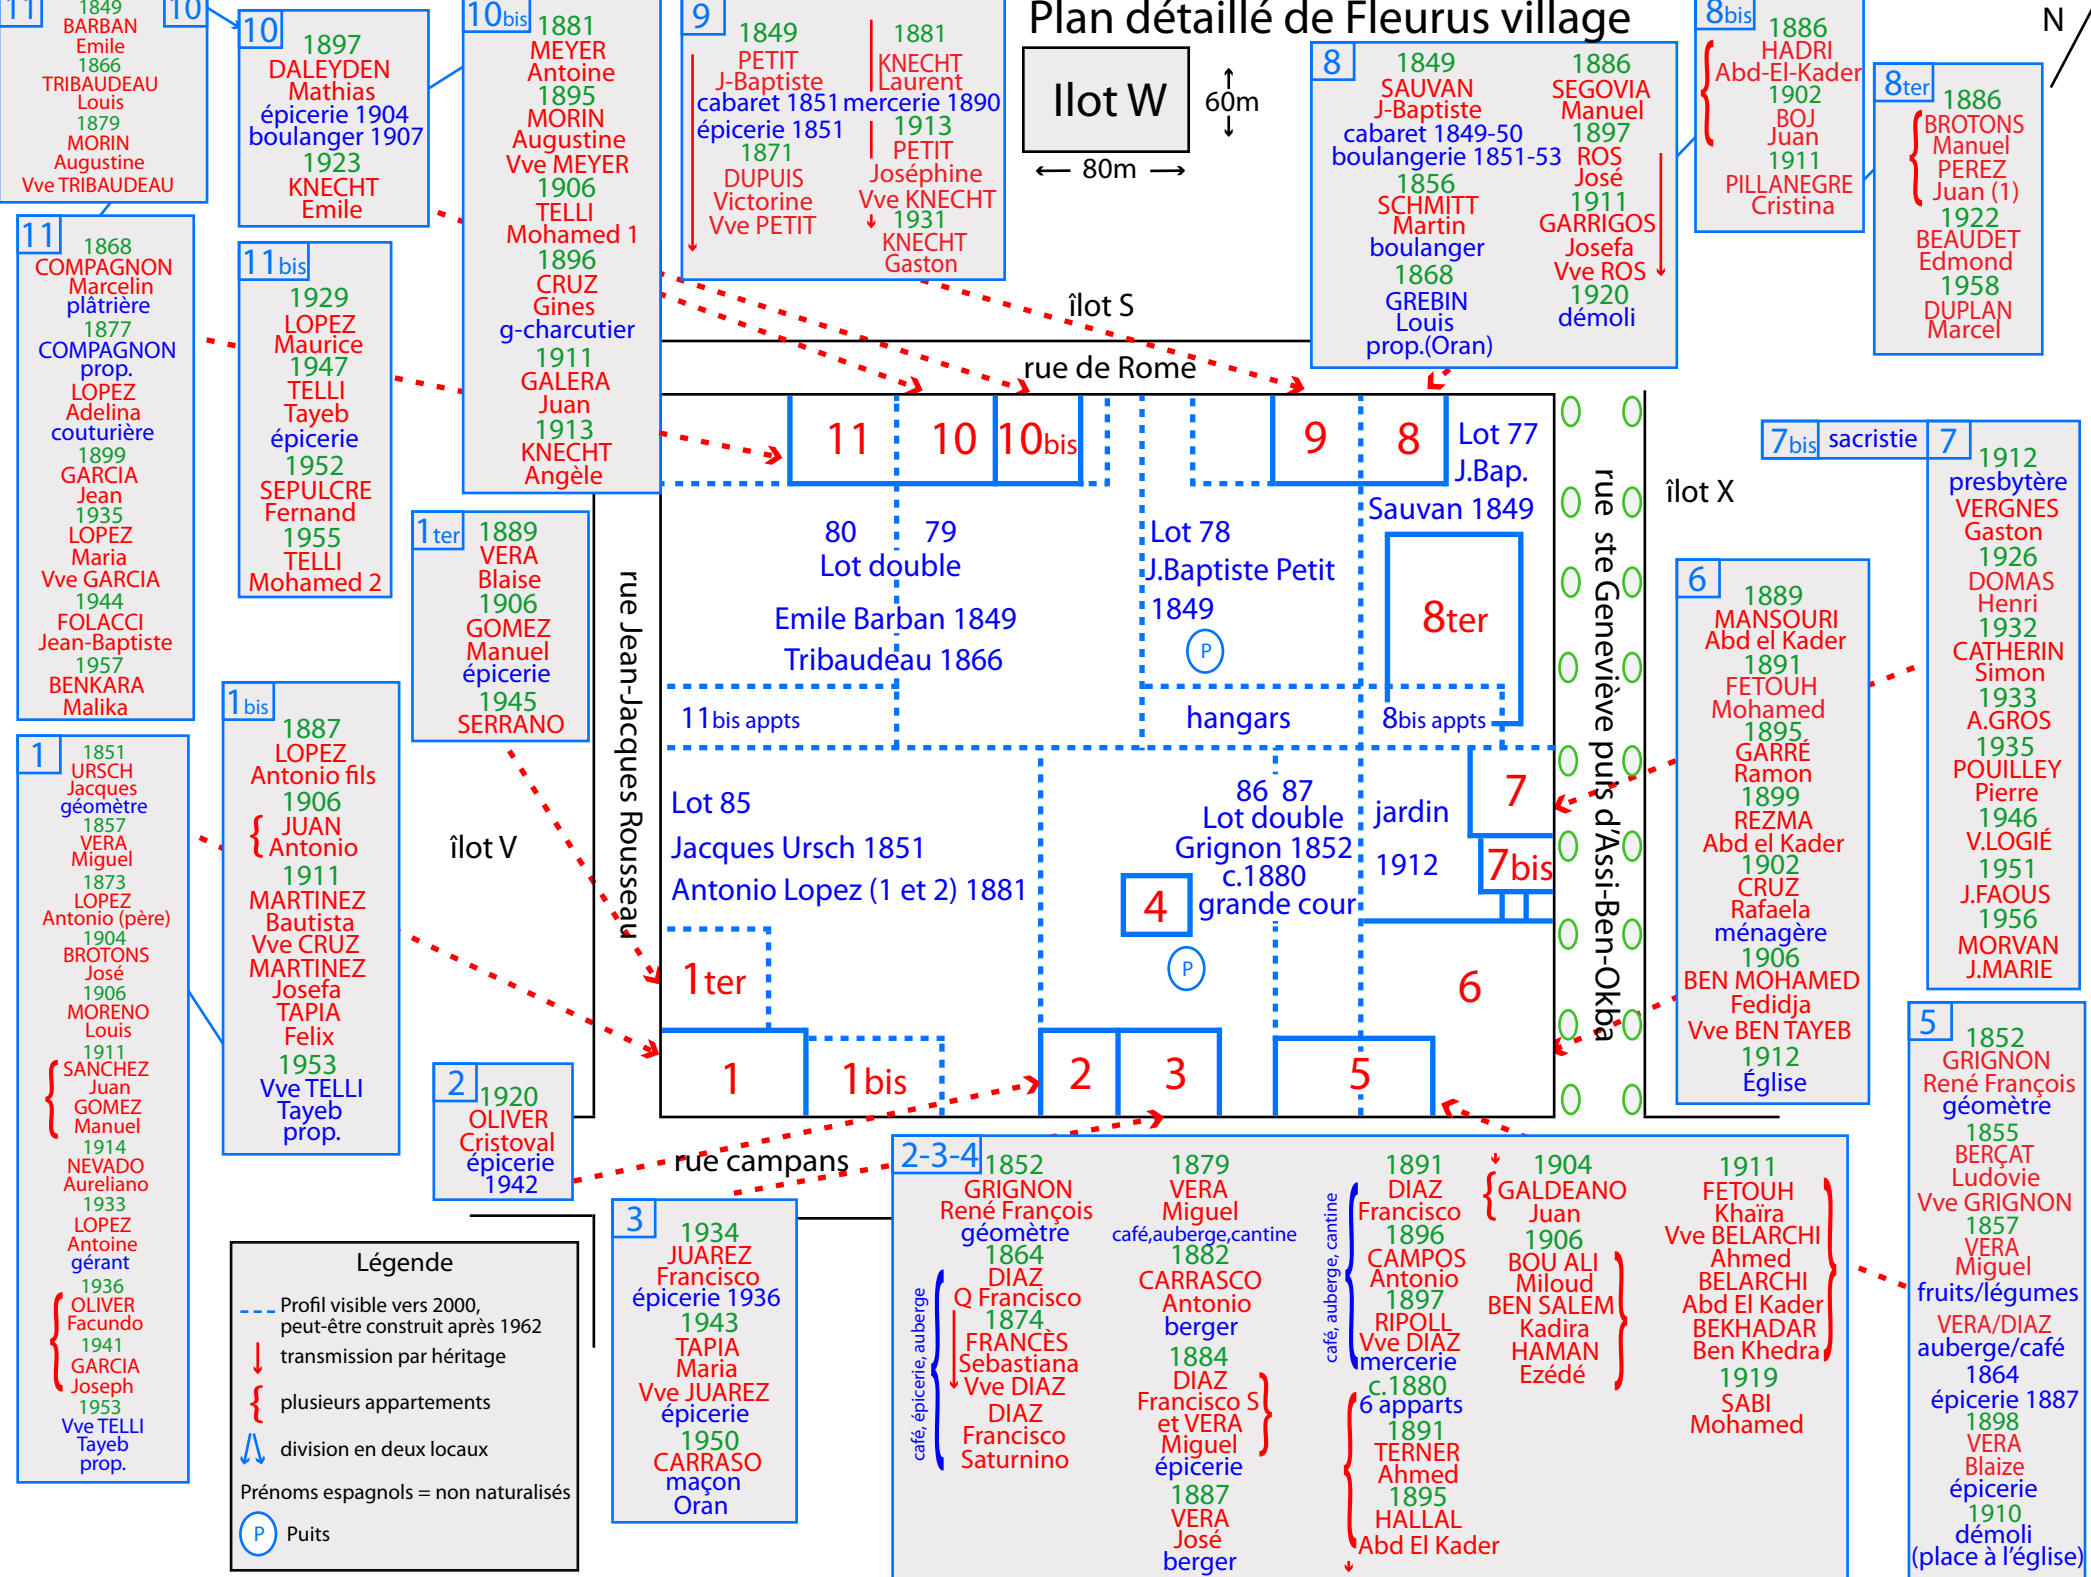 Plan détaillé de Fleurus village
N
Ilot W
60m
80m
11
10
1849
BARBAN
Emile
1866
TRIBAUDEAU
Louis
1879
MORIN
Augustine
Vve TRIBAUDEAU
10
1897
DALEYDEN
Mathias
épicerie 1904
boulanger 1907
1923
KNECHT
Emile
10bis
1881
MEYER
Antoine
1895
MORIN
Augustine
Vve MEYER
1906
TELLI
Mohamed 1
1896
CRUZ
Gines
g-charcutier
1911
GALERA
Juan
1913
KNECHT
Angèle
9
1849
PETIT
J-Baptiste
cabaret 1851
épicerie 1851
1871
DUPUIS
Victorine
Vve PETIT
1881
KNECHT
Laurent
mercerie 1890
1913
PETIT
Joséphine
Vve KNECHT
1931
KNECHT
Gaston
8
1849
SAUVAN
J-Baptiste
cabaret 1849-50
boulangerie 1851-53
1856
SCHMITT
Martin
boulanger
1868
GREBIN
Louis
prop.(Oran)
1886
SEGOVIA
Manuel
1897
ROS
José
1911
GARRIGOS
Josefa
Vve ROS
1920
démoli
8bis
1886
HADRI
Abd-El-Kader
1902
BOJ
Juan
1911
PILLANEGRE
Cristina
8ter
1886
BROTONS
Manuel
PEREZ
Juan (1)
1922
BEAUDET
Edmond
1958
DUPLAN
Marcel
11
1868
COMPAGNON
Marcelin
plâtrière
1877
COMPAGNON
prop.
LOPEZ
Adelina
couturière
1899
GARCIA
Jean
1935
LOPEZ
Maria
Vve GARCIA
1944
FOLACCI
Jean-Baptiste
1957
BENKARA
Malika
11bis
1929
LOPEZ
Maurice
1947
TELLI
Tayeb
épicerie
1952
SEPULCRE
Fernand
1955
TELLI
Mohamed 2
1ter
1889
VERA
Blaise
1906
GOMEZ
Manuel
épicerie
1945
SERRANO
1bis
1887
LOPEZ
Antonio fils
1906
JUAN
Antonio
1911
MARTINEZ
Bautista
Vve CRUZ
MARTINEZ
Josefa
TAPIA
Felix
1953
Vve TELLI
Tayeb
prop.
1
1851
URSCH
Jacques
géomètre
1857
VERA
Miguel
1873
LOPEZ
Antonio (père)
1904
BROTONS
José
1906
MORENO
Louis
1911
SANCHEZ
Juan
GOMEZ
Manuel
1914
NEVADO
Aureliano
1933
LOPEZ
Antoine
gérant
1936
OLIVER
Facundo
1941
GARCIA
Joseph
1953
Vve TELLI
Tayeb
prop.
îlot S
rue de Rome
rue Jean-Jacques Rousseau
rue ste Geneviève puis d'Assi-Ben-Okba
îlot X
îlot V
rue campans
11
10
10bis
9
8
Lot 77
J.Bap.
Sauvan 1849
80 79
Lot double
Emile Barban 1849
Tribaudeau 1866
Lot 78
J.Baptiste Petit
1849
P
8ter
11bis appts
hangars
8bis appts
Lot 85
Jacques Ursch 1851
Antonio Lopez (1 et 2) 1881
86 87
Lot double
Grignon 1852
c.1880
grande cour
jardin
1912
7
7bis
4
P
6
1ter
1
1bis
2
3
5
7bis
sacristie
7
1912
presbytère
VERGNES
Gaston
1926
DOMAS
Henri
1932
CATHERIN
Simon
1933
A.GROS
1935
POUILLEY
Pierre
1946
V.LOGIÉ
1951
J.FAOUS
1956
MORVAN
J.MARIE
6
1889
MANSOURI
Abd el Kader
1891
FETOUH
Mohamed
1895
GARRÉ
Ramon
1899
REZMA
Abd el Kader
1902
CRUZ
Rafaela
ménagère
1906
BEN MOHAMED
Fedidja
Vve BEN TAYEB
1912
Église
5
1852
GRIGNON
René François
géomètre
1855
BERÇAT
Ludovie
Vve GRIGNON
1857
VERA
Miguel
fruits/légumes
VERA/DIAZ
auberge/café
1864
épicerie 1887
1898
VERA
Blaize
épicerie
1910
démoli
(place à l'église)
2
1920
OLIVER
Cristoval
épicerie
1942
3
1934
JUAREZ
Francisco
épicerie 1936
1943
TAPIA
Maria
Vve JUAREZ
épicerie
1950
CARRASO
maçon
Oran
2-3-4
1852
GRIGNON
René François
géomètre
1864
DIAZ
Q Francisco
1874
FRANCÈS
Sebastiana
Vve DIAZ
DIAZ
Francisco
Saturnino
café, épicerie, auberge
1879
VERA
Miguel
café,auberge,cantine
1882
CARRASCO
Antonio
berger
1884
DIAZ
Francisco S
et VERA
Miguel
épicerie
1887
VERA
José
berger
café, auberge, cantine
1891
DIAZ
Francisco
1896
CAMPOS
Antonio
1897
RIPOLL
Vve DIAZ
mercerie
c.1880
6 apparts
1891
TERNER
Ahmed
1895
HALLAL
Abd El Kader
1904
GALDEANO
Juan
1906
BOU ALI
Miloud
BEN SALEM
Kadira
HAMAN
Ezédé
1911
FETOUH
Khaïra
Vve BELARCHI
Ahmed
BELARCHI
Abd El Kader
BEKHADAR
Ben Khedra
1919
SABI
Mohamed
Légende
Profil visible vers 2000,
peut-être construit après 1962
transmission par héritage
plusieurs appartements
division en deux locaux
Prénoms espagnols = non naturalisés
P Puits